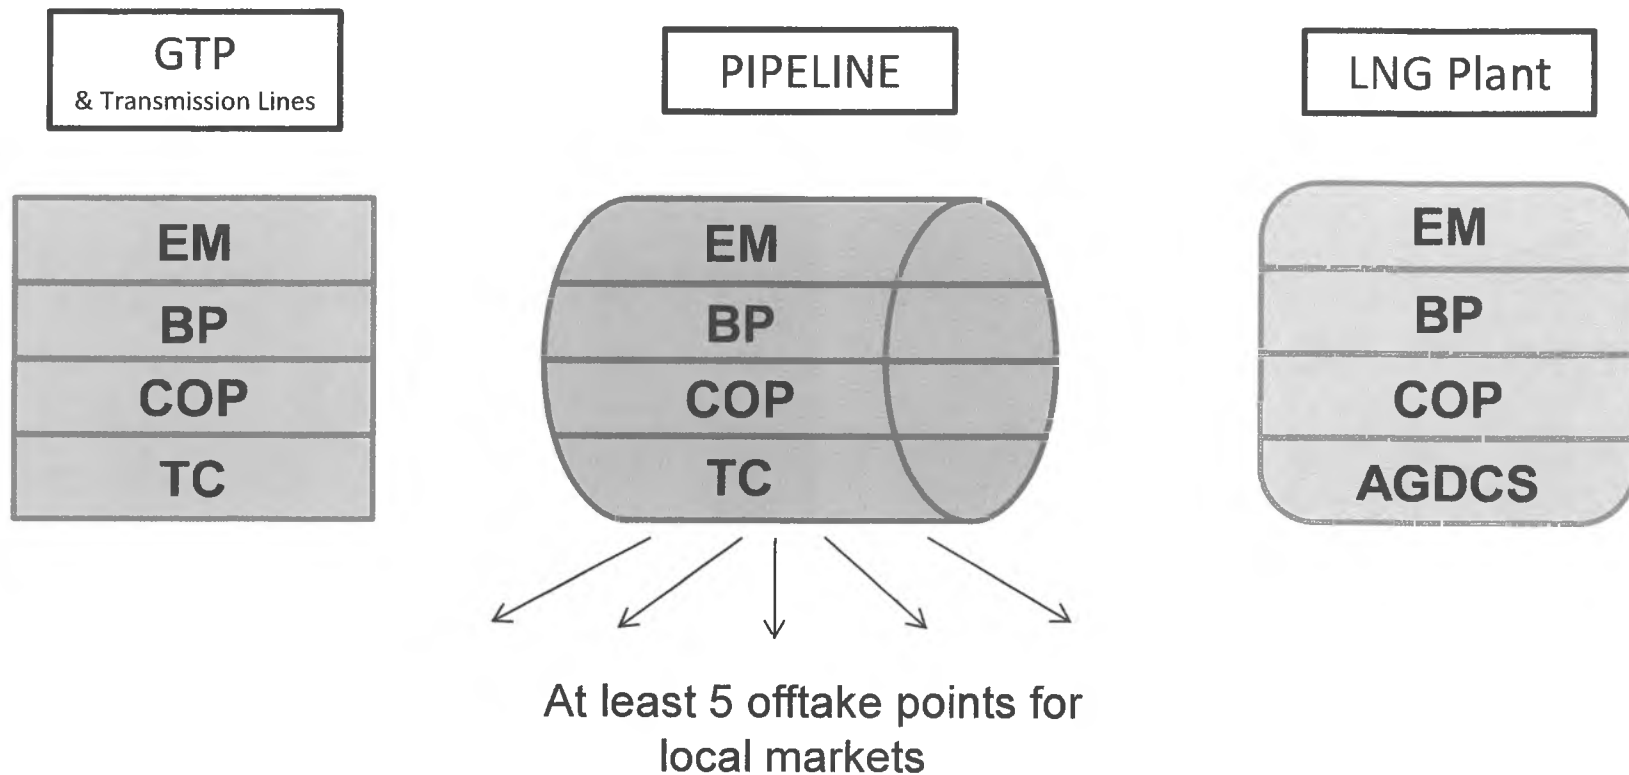 GTP
& Transmission Lines
PIPELINE
LNG Plant
EM
BP
COP
TC
EM
BP
COP
TC
EM
BP
COP
AGDCS
At least 5 offtake points for
local markets